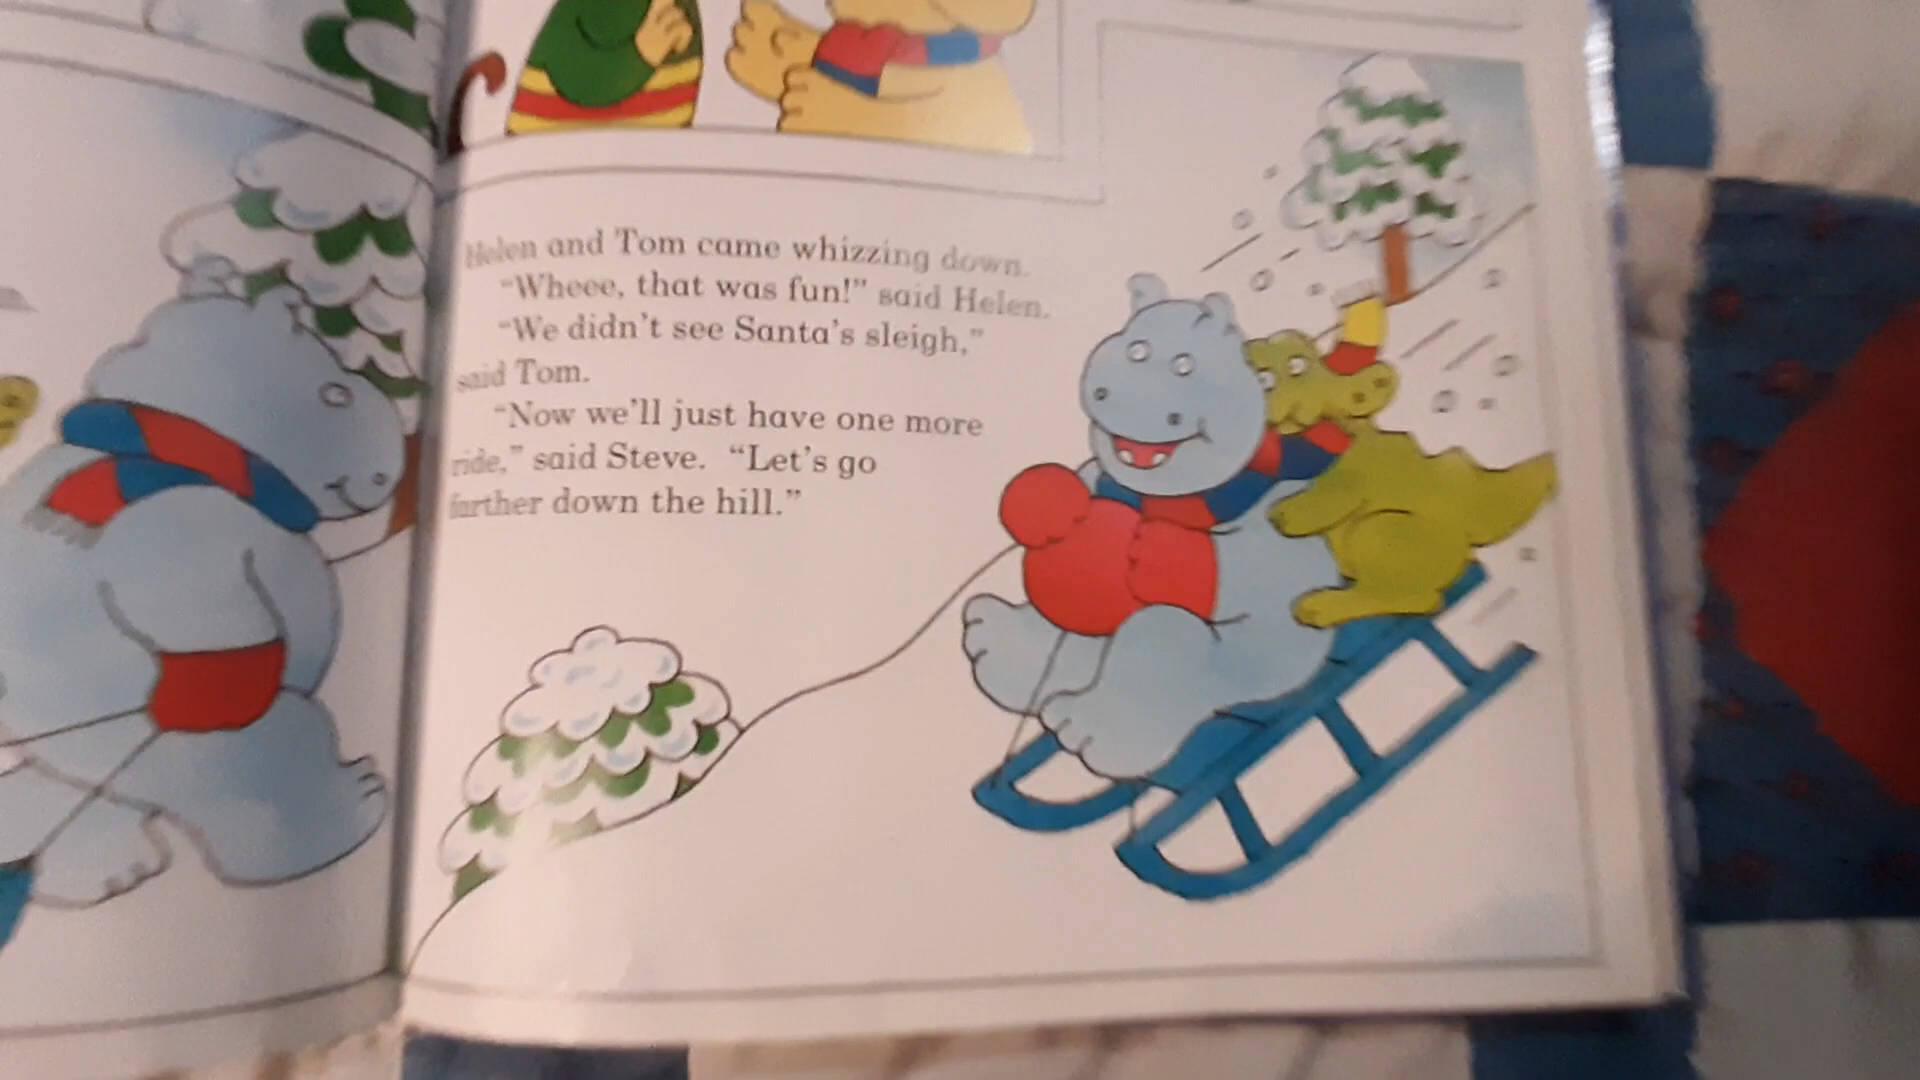 Helen and Tom came whizzing down.
"Wheee, that was fun!" said Helen.
"We didn't see Santa's sleigh,"
said Tom.
"Now we'll just have one more
ride," said Steve. "Let's go
further down the hill."